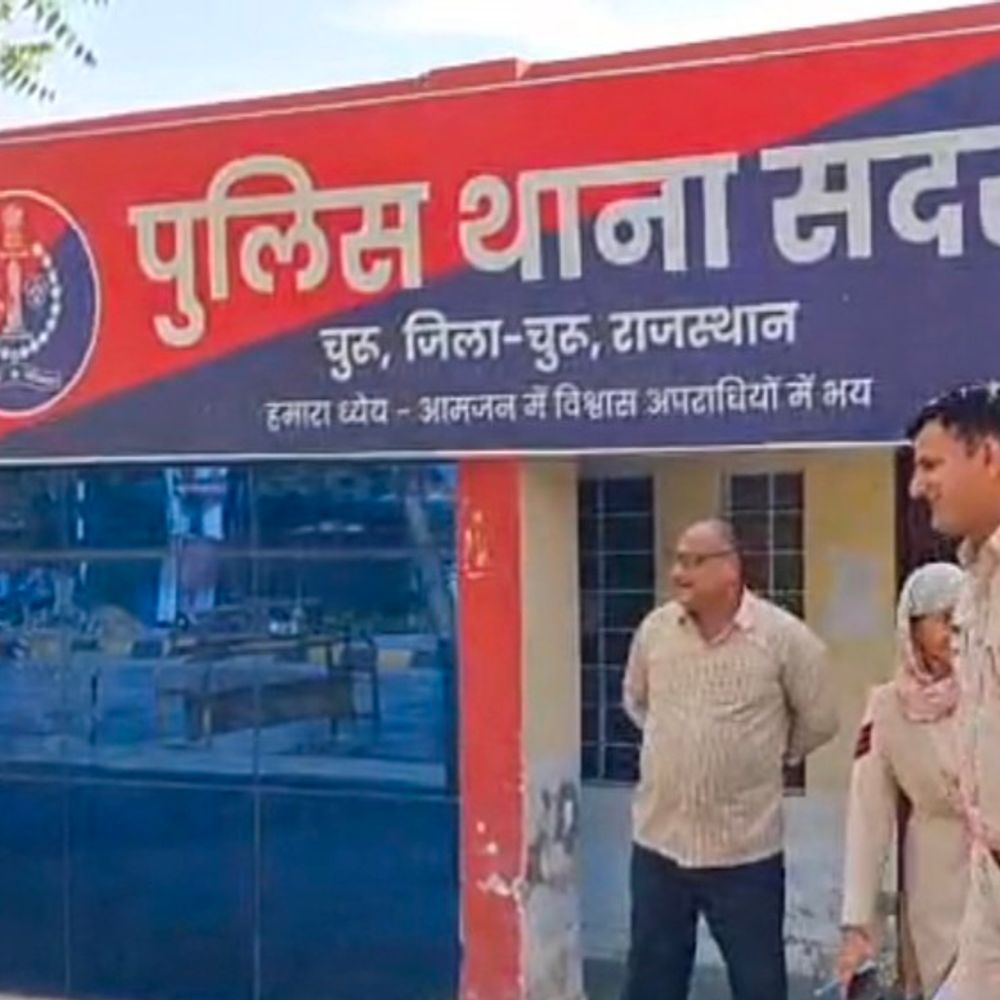 पुलिस थाना सदर
चुरू, जिला-चुरू, राजस्थान
हमारा ध्येय - आमजन में विश्वास अपराधियों में भय